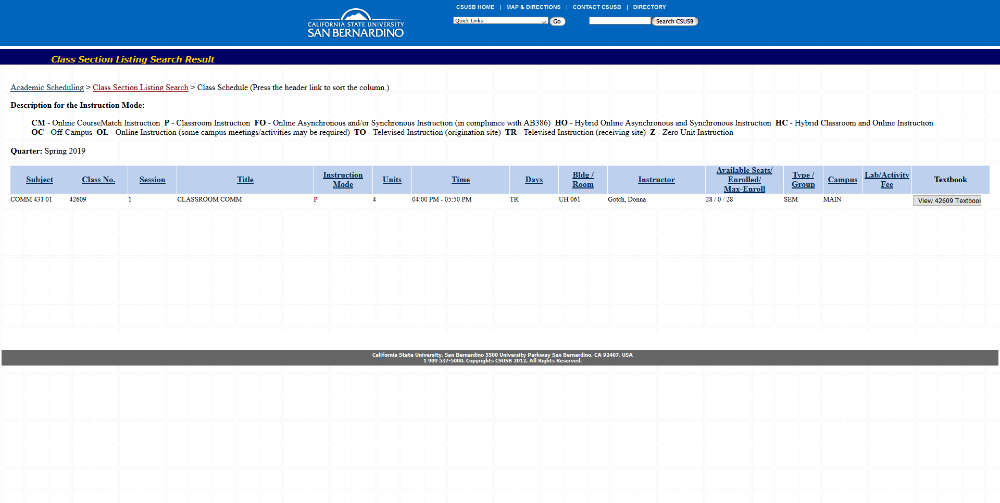 CSUSB HOME | MAP & DIRECTIONS | CONTACT CSUSB | DIRECTORY
CALIFORNIA STATE UNIVERSITY
SAN BERNARDINO
Quick Links Go Search CSUSB
Class Section Listing Search Result
Academic Scheduling > Class Section Listing Search > Class Schedule (Press the header link to sort the column.)
Description for the Instruction Mode:
CM - Online CourseMatch Instruction P - Classroom Instruction FO - Online Asynchronous and/or Synchronous Instruction (in compliance with AB386) HO - Hybrid Online Asynchronous and Synchronous Instruction HC - Hybrid Classroom and Online Instruction
OC - Off-Campus OL - Online Instruction (some campus meetings/activities may be required) TO - Televised Instruction (origination site) TR - Televised Instruction (receiving site) Z - Zero Unit Instruction
Quarter: Spring 2019
Subject Class No. Session Title Instruction Mode Units Time Days Bldg / Room Instructor Available Seats/ Enrolled/ Max-Enroll Type / Group Campus Lab/Activity Fee Textbook
COMM 431 01 42609 1 CLASSROOM COMM P 4 04:00 PM - 05:50 PM TR UH 061 Gotch, Donna 28 / 0 / 28 SEM MAIN View 42609 Textbook
California State University, San Bernardino 5500 University Parkway San Bernardino, CA 92407, USA
1 909 537-5000. Copyrights CSUSB 2012, All Rights Reserved.